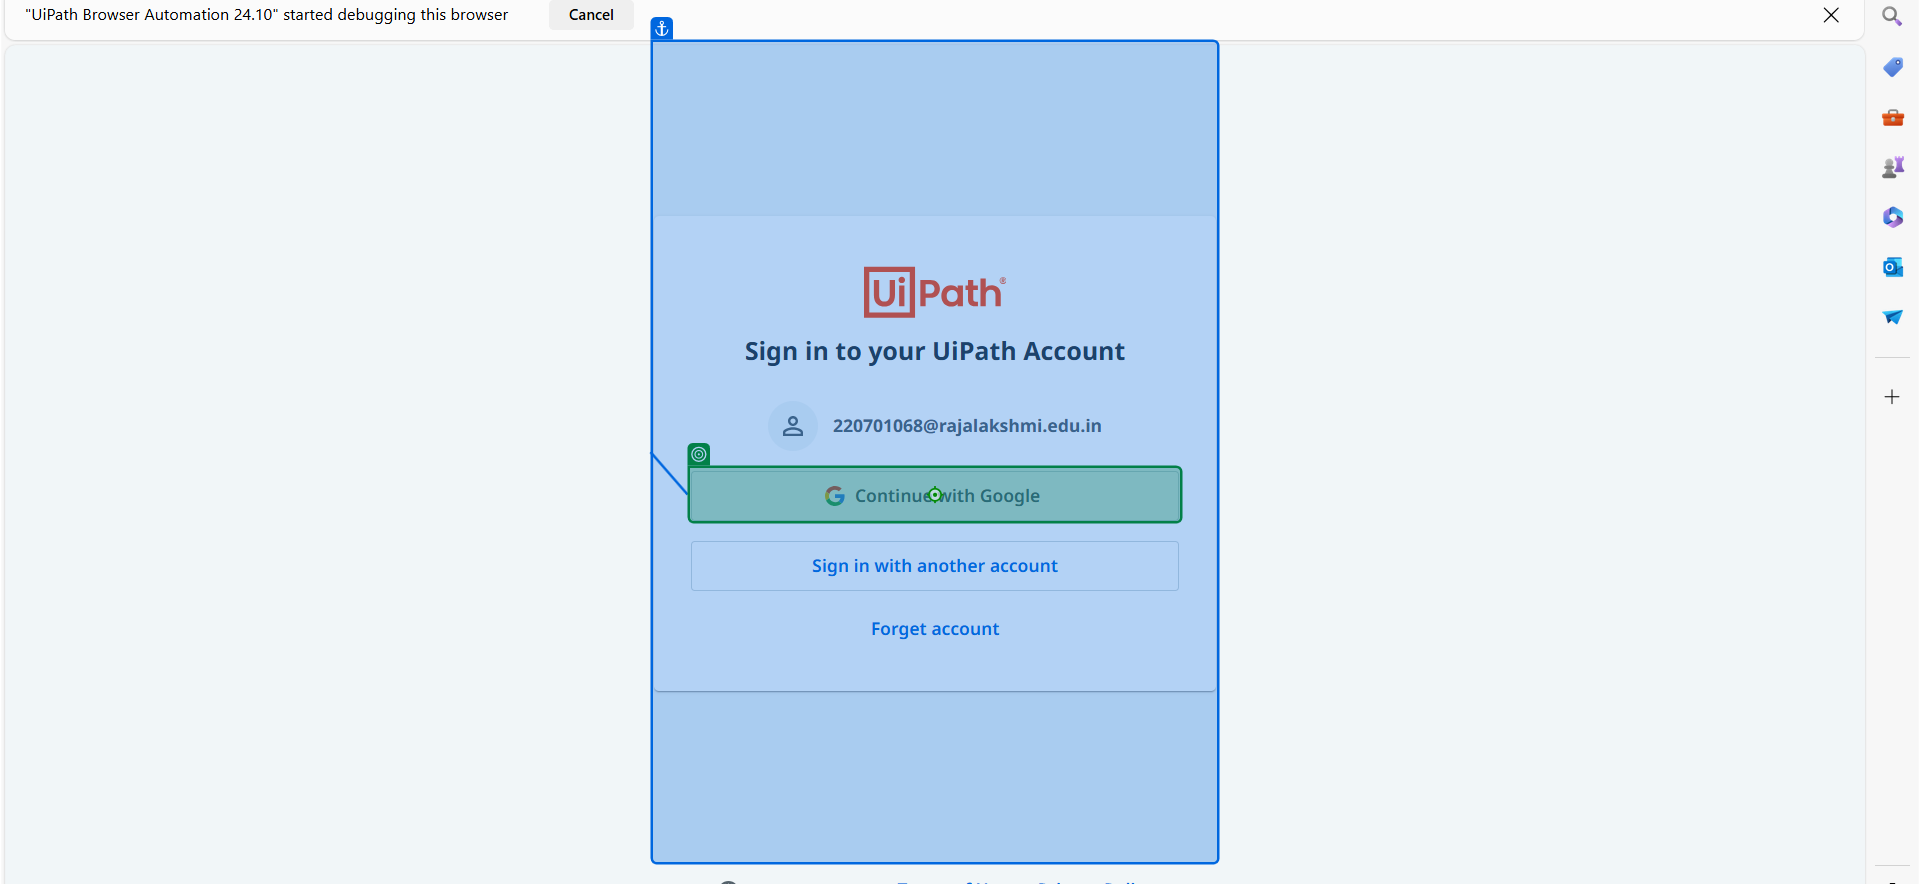 "UiPath Browser Automation 24.10" started debugging this browser Cancel
UiPath®
Sign in to your UiPath Account
220701068@rajalakshmi.edu.in
Continue with Google
Sign in with another account
Forget account